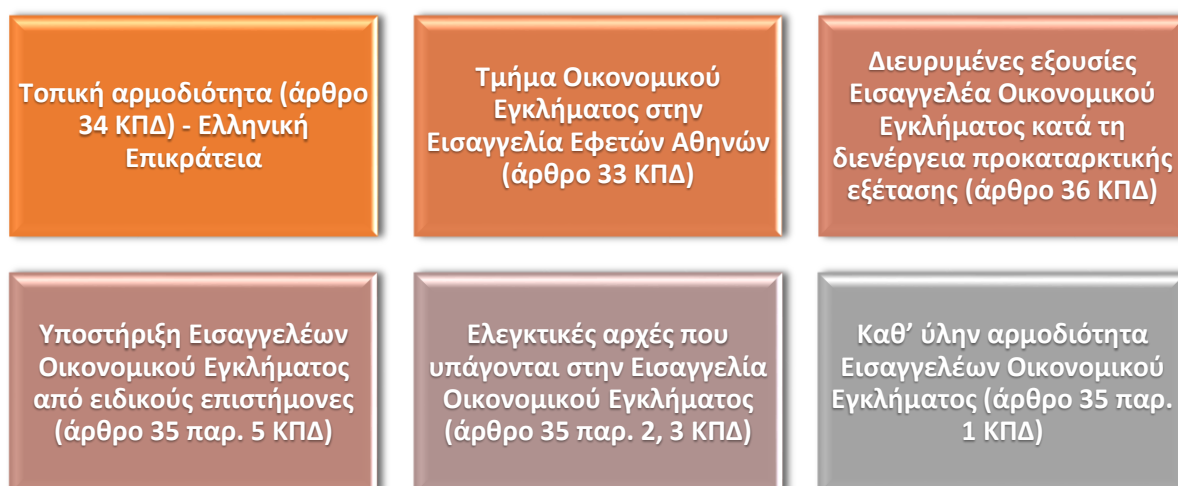 Τοπική αρμοδιότητα (άρθρο
34 ΚΠΔ) - Ελληνική
Επικράτεια
Τμήμα Οικονομικού
Εγκλήματος στην
Εισαγγελία Εφετών Αθηνών
(άρθρο 33 ΚΠΔ)
Διευρυμένες εξουσίες
Εισαγγελέα Οικονομικού
Εγκλήματος κατά τη
διενέργεια προκαταρκτικής
εξέτασης (άρθρο 36 ΚΠΔ)
Υποστήριξη Εισαγγελέων
Οικονομικού Εγκλήματος
από ειδικούς επιστήμονες
(άρθρο 35 παρ. 5 ΚΠΔ)
Ελεγκτικές αρχές που
υπάγονται στην Εισαγγελία
Οικονομικού Εγκλήματος
(άρθρο 35 παρ. 2, 3 ΚΠΔ)
Καθ’ ύλην αρμοδιότητα
Εισαγγελέων Οικονομικού
Εγκλήματος (άρθρο 35 παρ.
1 ΚΠΔ)